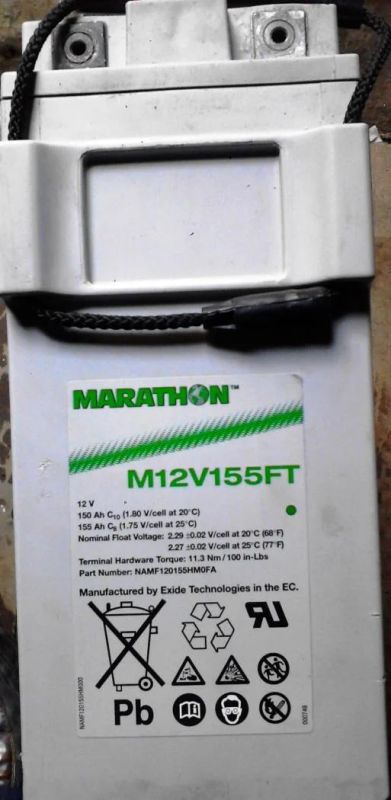 MARATHON™
M12V155FT
12 V
150 Ah C10 (1.80 V/cell at 20°C)
155 Ah C8 (1.75 V/cell at 25°C)
Nominal Float Voltage: 2.29 ±0.02 V/cell at 20°C (68°F)
2.27 ±0.02 V/cell at 25°C (77°F)
Terminal Hardware Torque: 11.3 Nm / 100 in-Lbs
Part Number: NAMF120155HM0FA
Manufactured by Exide Technologies in the EC.
Pb
NAMF120155HM000
000748